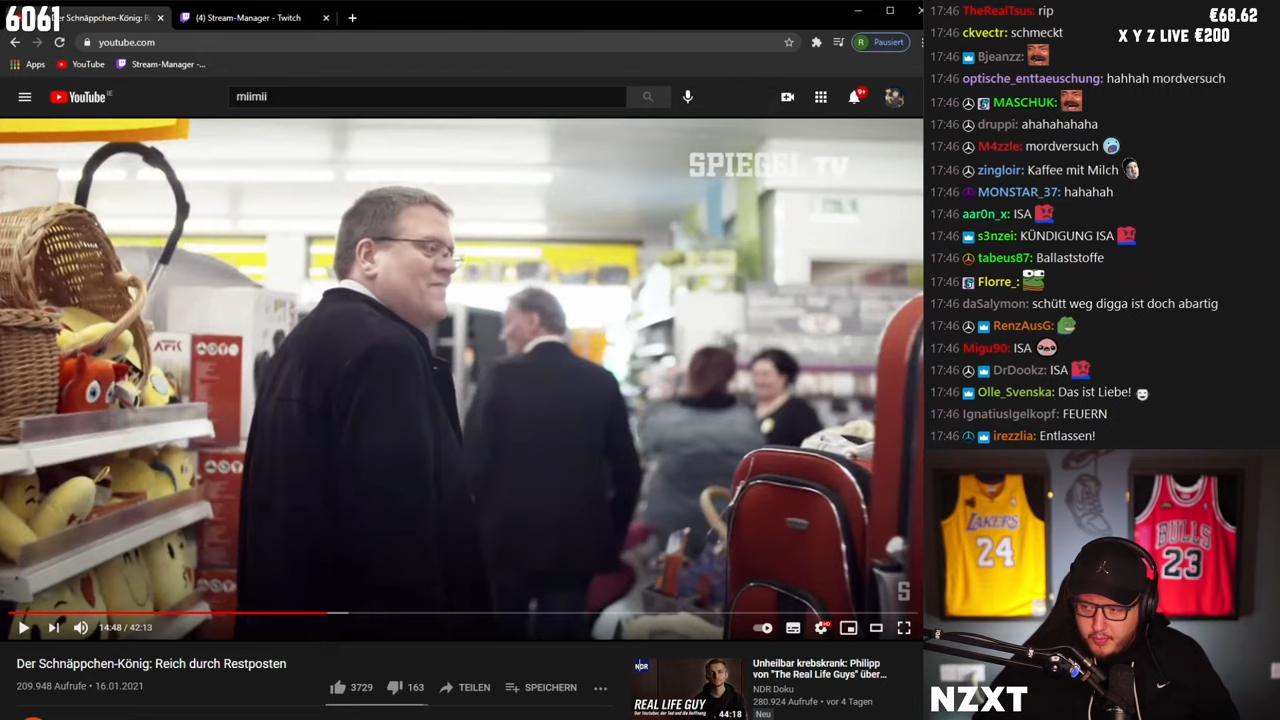 6061
Der Schnäppchen-König: R
(4) Stream-Manager - Twitch
youtube.com
R Pausiert
Apps
YouTube
Stream-Manager -...
YouTube IE
miimii
9+
SPIEGEL TV
S
14:48 / 42:13
HD
Der Schnäppchen-König: Reich durch Restposten
209.948 Aufrufe • 16.01.2021
3729
163
TEILEN
SPEICHERN
NDR
REAL LIFE GUY
44:18
Unheilbar krebskrank: Philipp
von "The Real Life Guys" über...
NDR Doku
280.924 Aufrufe • vor 4 Tagen
Neu
17:46 TheRealTsus: rip
€68.62
17:46 ckvectr: schmeckt
X Y Z LIVE €200
17:46 Bjeanzz:
17:46 optische_enttaeuschung: hahhah mordversuch
17:46 MASCHUK:
17:46 druppi: ahahahahaha
17:46 M4zzle: mordversuch
17:46 zingloir: Kaffee mit Milch
17:46 MONSTAR_37: hahahah
17:46 aar0n_x: ISA
17:46 s3nzei: KÜNDIGUNG ISA
17:46 tabeus87: Ballaststoffe
17:46 Florre_:
17:46 daSalymon: schütt weg digga ist doch abartig
17:46 RenzAusG:
17:46 Migu90: ISA
17:46 DrDookz: ISA
17:46 Olle_Svenska: Das ist Liebe!
17:46 IgnatiusIgelkopf: FEUERN
17:46 irezzlia: Entlassen!
LAKERS
24
BULLS
23
NZXT